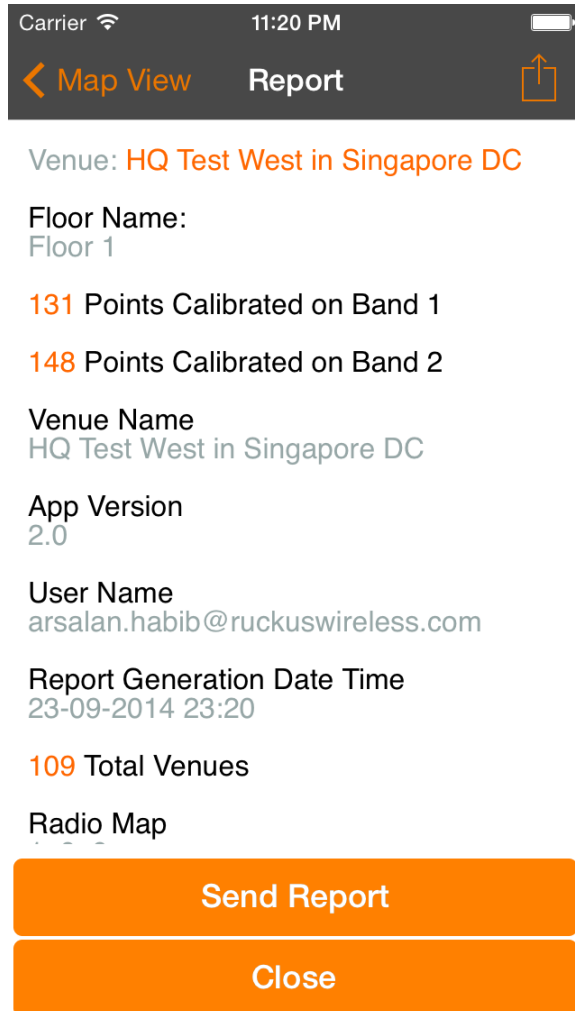 Carrier 11:20 PM
Map View Report
Venue: HQ Test West in Singapore DC
Floor Name:
Floor 1
131 Points Calibrated on Band 1
148 Points Calibrated on Band 2
Venue Name
HQ Test West in Singapore DC
App Version
2.0
User Name
arsalan.habib@ruckuswireless.com
Report Generation Date Time
23-09-2014 23:20
109 Total Venues
Radio Map
Send Report
Close